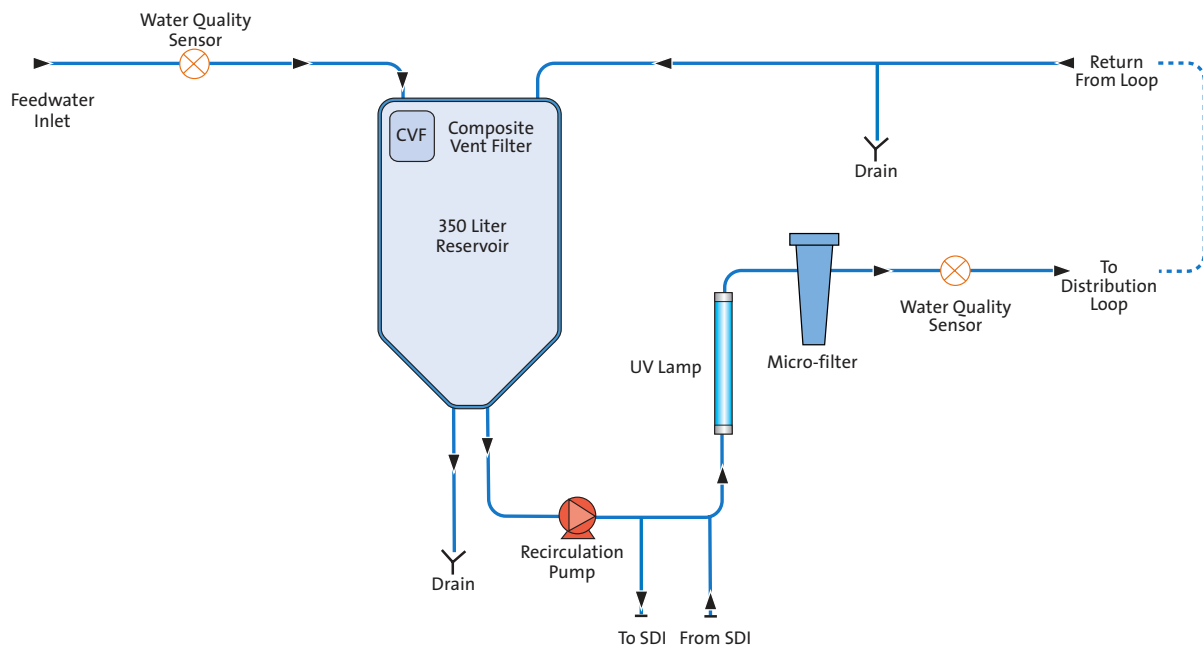 Water Quality
Sensor
Feedwater
Inlet
Return
From Loop
CVF
Composite
Vent Filter
Drain
350 Liter
Reservoir
To
Distribution
Loop
Water Quality
Sensor
UV Lamp
Micro-filter
Recirculation
Pump
Drain
To SDI
From SDI